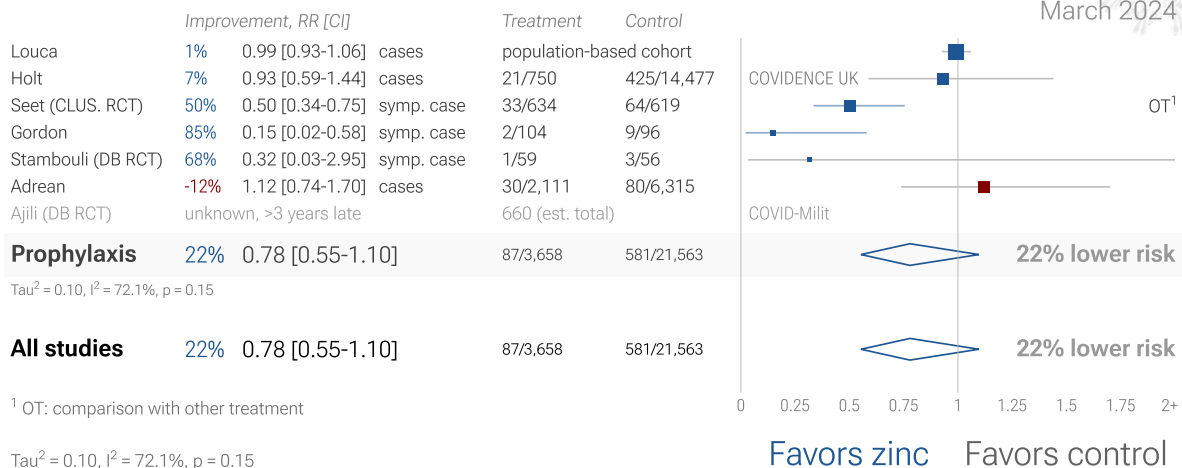 March 2024
Improvement, RR [CI] Treatment Control
Louca 1% 0.99 [0.93-1.06] cases population-based cohort
Holt 7% 0.93 [0.59-1.44] cases 21/750 425/14,477 COVIDENCE UK
Seet (CLUS. RCT) 50% 0.50 [0.34-0.75] symp. case 33/634 64/619 OT¹
Gordon 85% 0.15 [0.02-0.58] symp. case 2/104 9/96
Stambouli (DB RCT) 68% 0.32 [0.03-2.95] symp. case 1/59 3/56
Adrean -12% 1.12 [0.74-1.70] cases 30/2,111 80/6,315
Ajili (DB RCT) unknown, >3 years late 660 (est. total) COVID-Milit
Prophylaxis 22% 0.78 [0.55-1.10] 87/3,658 581/21,563 22% lower risk
Tau² = 0.10, I² = 72.1%, p = 0.15
All studies 22% 0.78 [0.55-1.10] 87/3,658 581/21,563 22% lower risk
0 0.25 0.5 0.75 1 1.25 1.5 1.75 2+
¹ OT: comparison with other treatment
Tau² = 0.10, I² = 72.1%, p = 0.15
Favors zinc Favors control